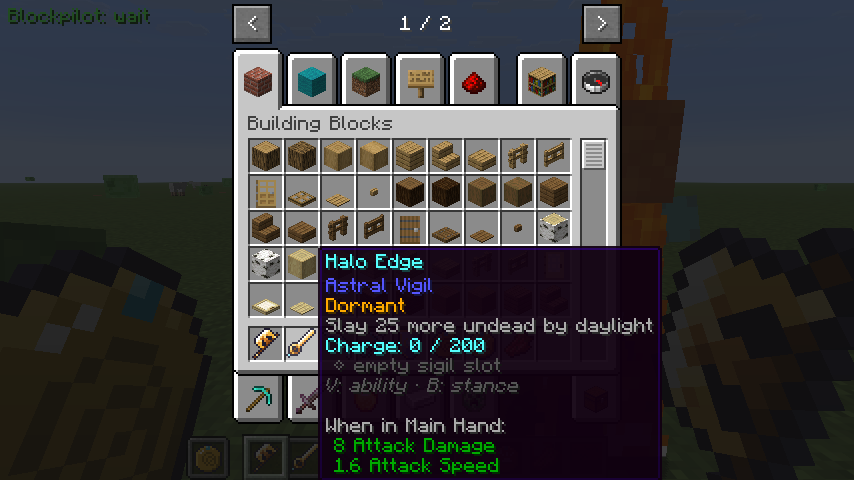 Blockpilot: wait
1 / 2
Building Blocks
Halo Edge
Astral Vigil
Dormant
Slay 25 more undead by daylight
Charge: 0 / 200
◇ empty sigil slot
V: ability · B: stance
When in Main Hand:
8 Attack Damage
1.6 Attack Speed